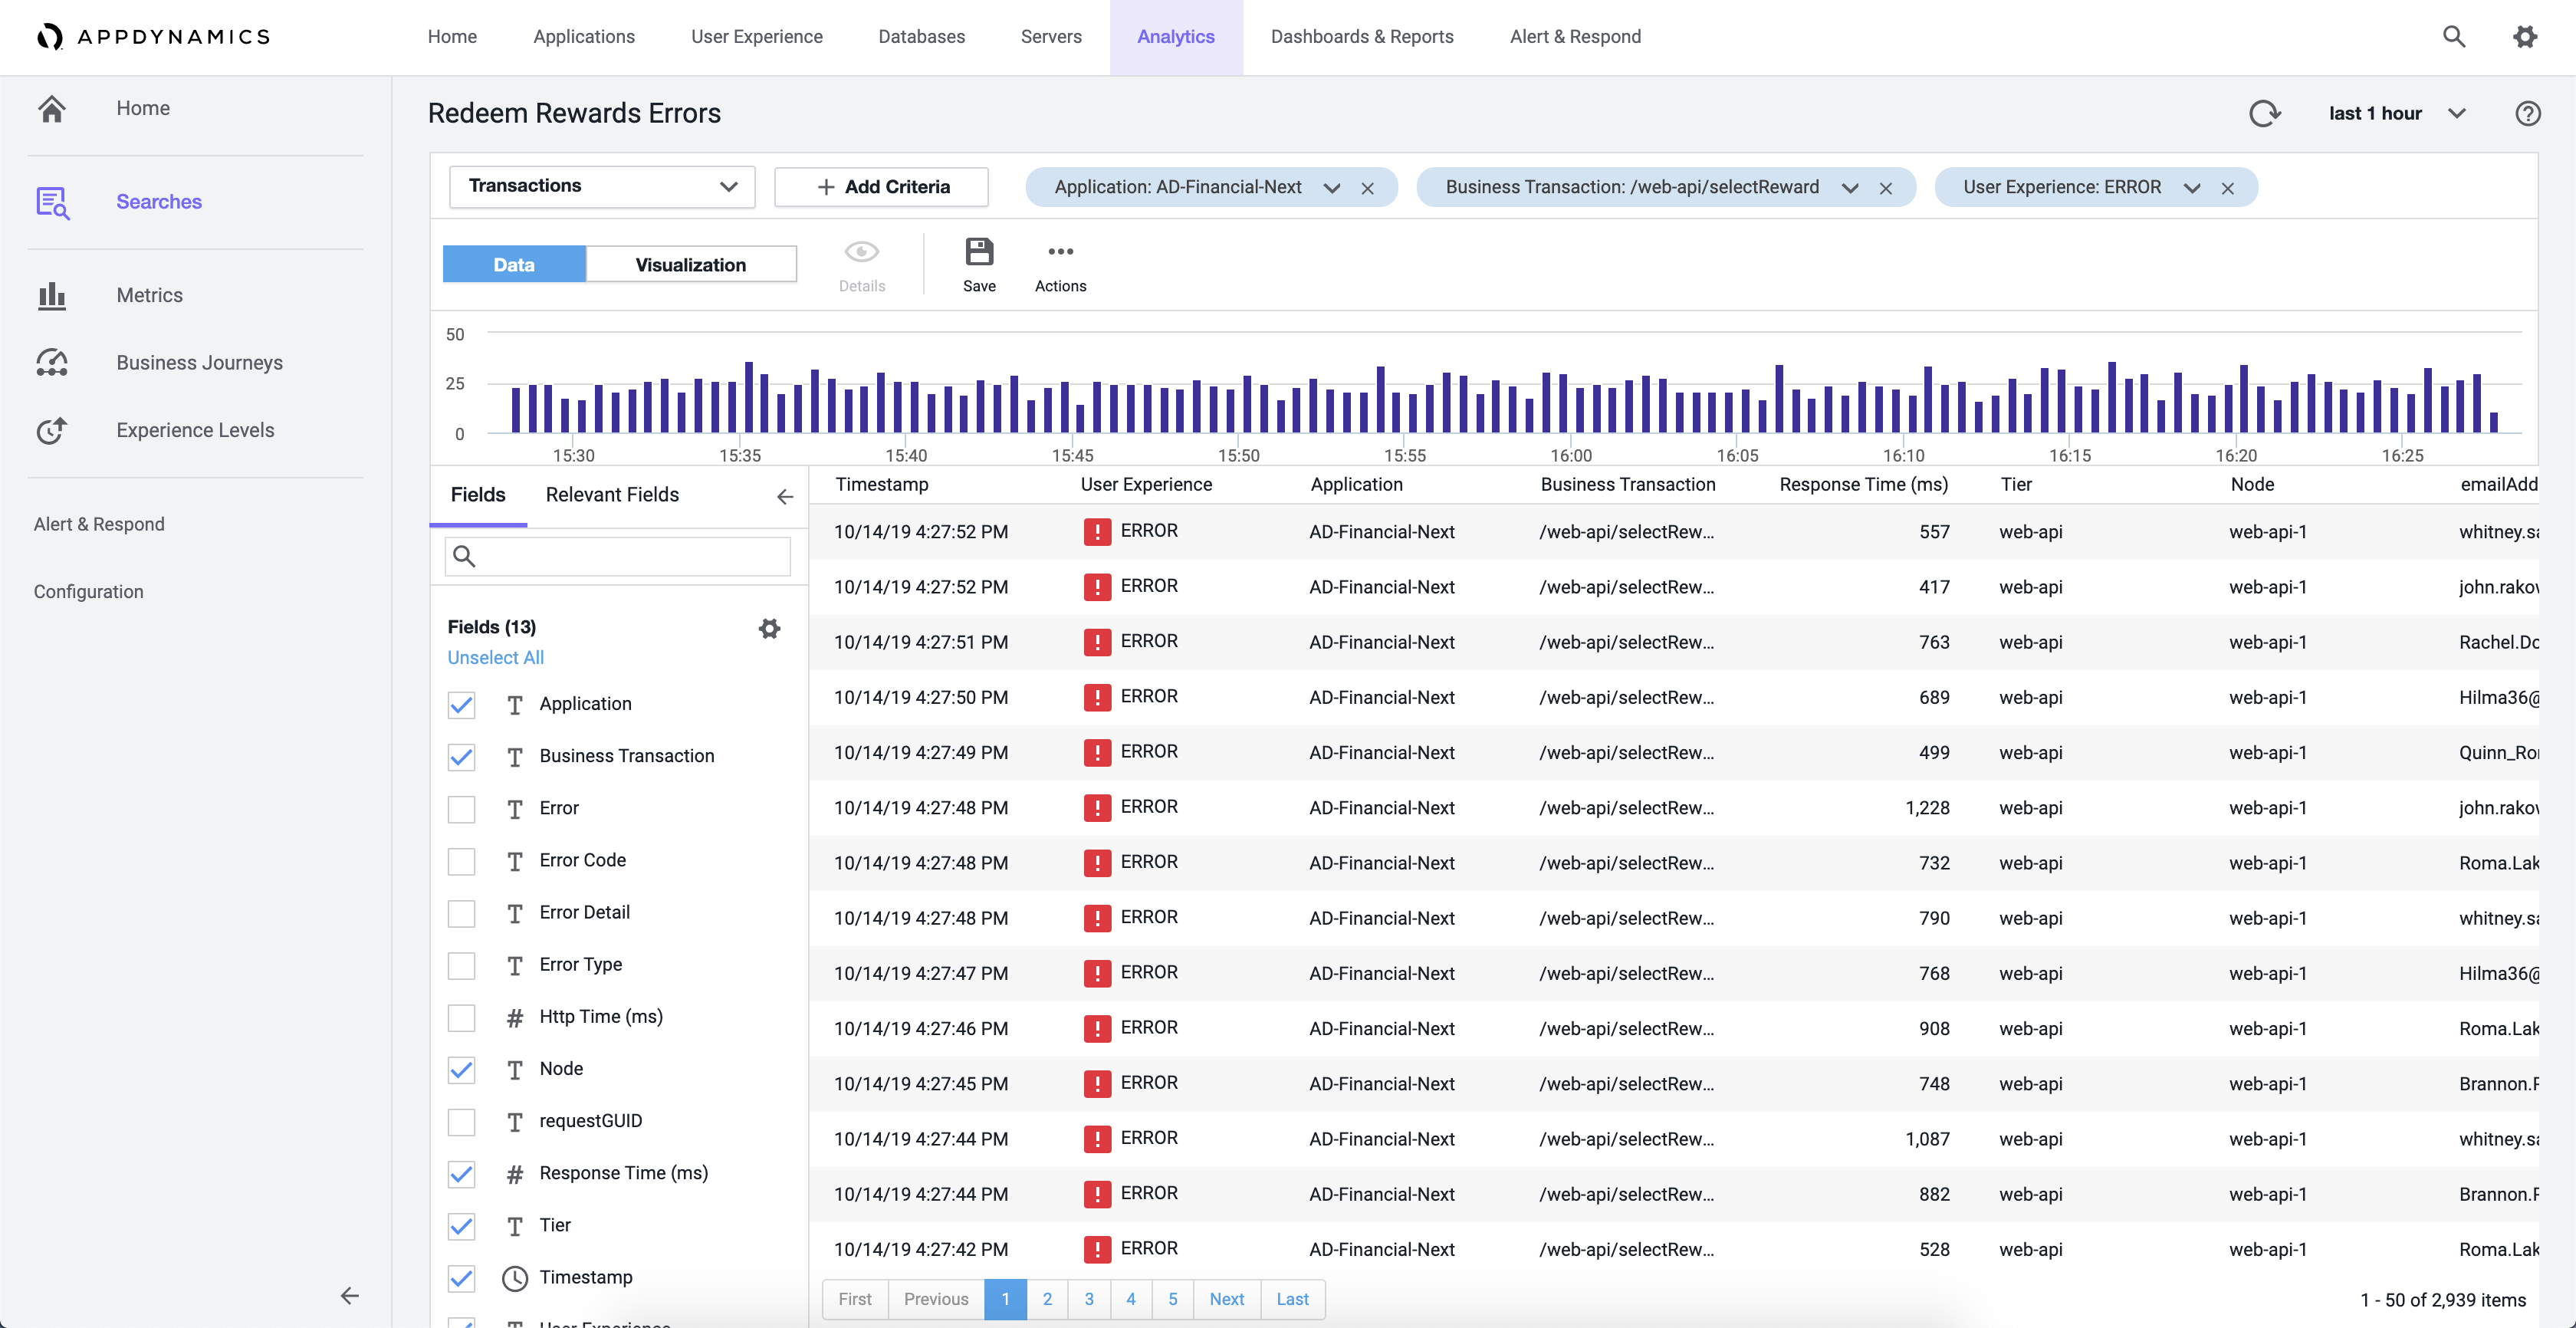 APPDYNAMICS
Home Applications User Experience Databases Servers Analytics Dashboards & Reports Alert & Respond
Home
Searches
Metrics
Business Journeys
Experience Levels
Alert & Respond
Configuration
Redeem Rewards Errors
last 1 hour
Transactions
Add Criteria
Application: AD-Financial-Next
Business Transaction: /web-api/selectReward
User Experience: ERROR
Data Visualization
Details Save Actions
50
25
0
15:30 15:35 15:40 15:45 15:50 15:55 16:00 16:05 16:10 16:15 16:20 16:25
Fields Relevant Fields
Fields (13)
Unselect All
Application
Business Transaction
Error
Error Code
Error Detail
Error Type
# Http Time (ms)
Node
requestGUID
# Response Time (ms)
Tier
Timestamp
User Experience
Timestamp User Experience Application Business Transaction Response Time (ms) Tier Node emailAdd
10/14/19 4:27:52 PM ERROR AD-Financial-Next /web-api/selectRew... 557 web-api web-api-1 whitney.sa
10/14/19 4:27:52 PM ERROR AD-Financial-Next /web-api/selectRew... 417 web-api web-api-1 john.rakov
10/14/19 4:27:51 PM ERROR AD-Financial-Next /web-api/selectRew... 763 web-api web-api-1 Rachel.Do
10/14/19 4:27:50 PM ERROR AD-Financial-Next /web-api/selectRew... 689 web-api web-api-1 Hilma36@
10/14/19 4:27:49 PM ERROR AD-Financial-Next /web-api/selectRew... 499 web-api web-api-1 Quinn_Ro
10/14/19 4:27:48 PM ERROR AD-Financial-Next /web-api/selectRew... 1,228 web-api web-api-1 john.rakov
10/14/19 4:27:48 PM ERROR AD-Financial-Next /web-api/selectRew... 732 web-api web-api-1 Roma.Lak
10/14/19 4:27:48 PM ERROR AD-Financial-Next /web-api/selectRew... 790 web-api web-api-1 whitney.sa
10/14/19 4:27:47 PM ERROR AD-Financial-Next /web-api/selectRew... 768 web-api web-api-1 Hilma36@
10/14/19 4:27:46 PM ERROR AD-Financial-Next /web-api/selectRew... 908 web-api web-api-1 Roma.Lak
10/14/19 4:27:45 PM ERROR AD-Financial-Next /web-api/selectRew... 748 web-api web-api-1 Brannon.F
10/14/19 4:27:44 PM ERROR AD-Financial-Next /web-api/selectRew... 1,087 web-api web-api-1 whitney.sa
10/14/19 4:27:44 PM ERROR AD-Financial-Next /web-api/selectRew... 882 web-api web-api-1 Brannon.F
10/14/19 4:27:42 PM ERROR AD-Financial-Next /web-api/selectRew... 528 web-api web-api-1 Roma.Lak
First Previous 1 2 3 4 5 Next Last
1 - 50 of 2,939 items